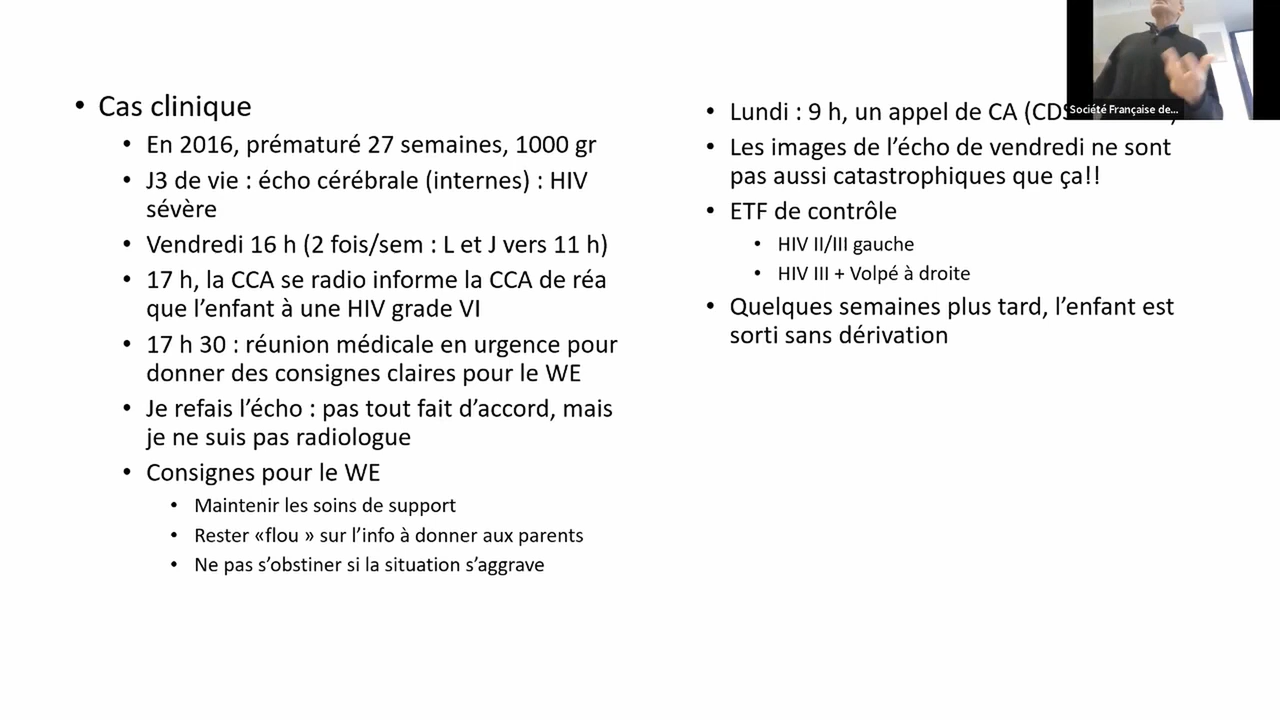 Cas clinique
En 2016, prématuré 27 semaines, 1000 gr
J3 de vie : écho cérébrale (internes) : HIV
sévère
Vendredi 16 h (2 fois/sem : L et J vers 11 h)
17 h, la CCA se radio informe la CCA de réa
que l’enfant à une HIV grade VI
17 h 30 : réunion médicale en urgence pour
donner des consignes claires pour le WE
Je refais l’écho : pas tout fait d’accord, mais
je ne suis pas radiologue
Consignes pour le WE
Maintenir les soins de support
Rester «flou » sur l’info à donner aux parents
Ne pas s’obstiner si la situation s’aggrave
Lundi : 9 h, un appel de CA
Les images de l’écho de vendredi ne sont
pas aussi catastrophiques que ça!!
ETF de contrôle
HIV II/III gauche
HIV III + Volpé à droite
Quelques semaines plus tard, l’enfant est
sorti sans dérivation
Société Française de...